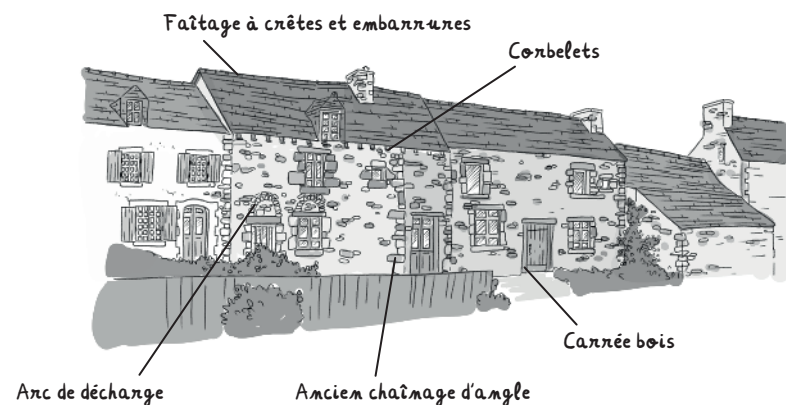 Faîtage à crêtes et embarrures
Corbelets
Carrée bois
Arc de décharge
Ancien chaînage d'angle